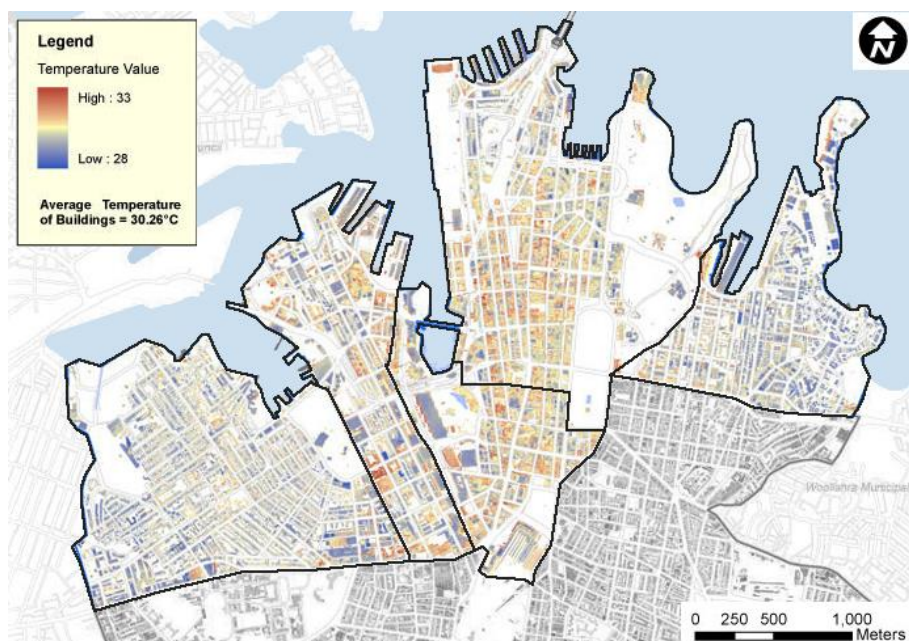 Legend
Temperature Value
High : 33
Low : 28
Average Temperature
of Buildings = 30.26°C
N
Woollahra Municipal
0 250 500 1,000
Meters